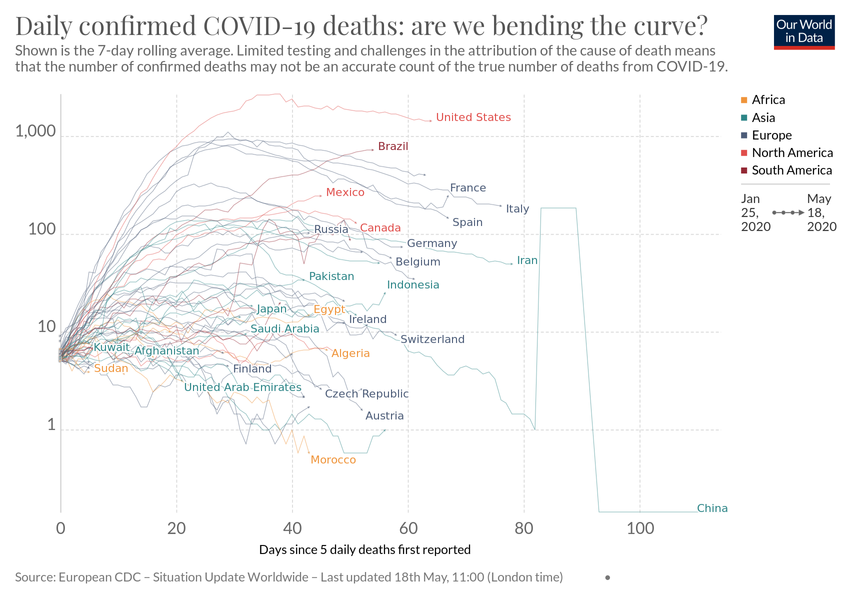 Daily confirmed COVID-19 deaths: are we bending the curve?
Shown is the 7-day rolling average. Limited testing and challenges in the attribution of the cause of death means
that the number of confirmed deaths may not be an accurate count of the true number of deaths from COVID-19.
Our World
in Data
Africa
Asia
Europe
North America
South America
Jan
25,
2020
May
18,
2020
1,000
100
10
1
United States
Brazil
Mexico
France
Italy
Spain
Canada
Russia
Germany
Belgium
Iran
Pakistan
Indonesia
Japan
Egypt
Ireland
Saudi Arabia
Switzerland
Kuwait
Afghanistan
Algeria
Sudan
Finland
United Arab Emirates
Czech Republic
Austria
Morocco
China
0
20
40
60
80
100
Days since 5 daily deaths first reported
Source: European CDC – Situation Update Worldwide – Last updated 18th May, 11:00 (London time)